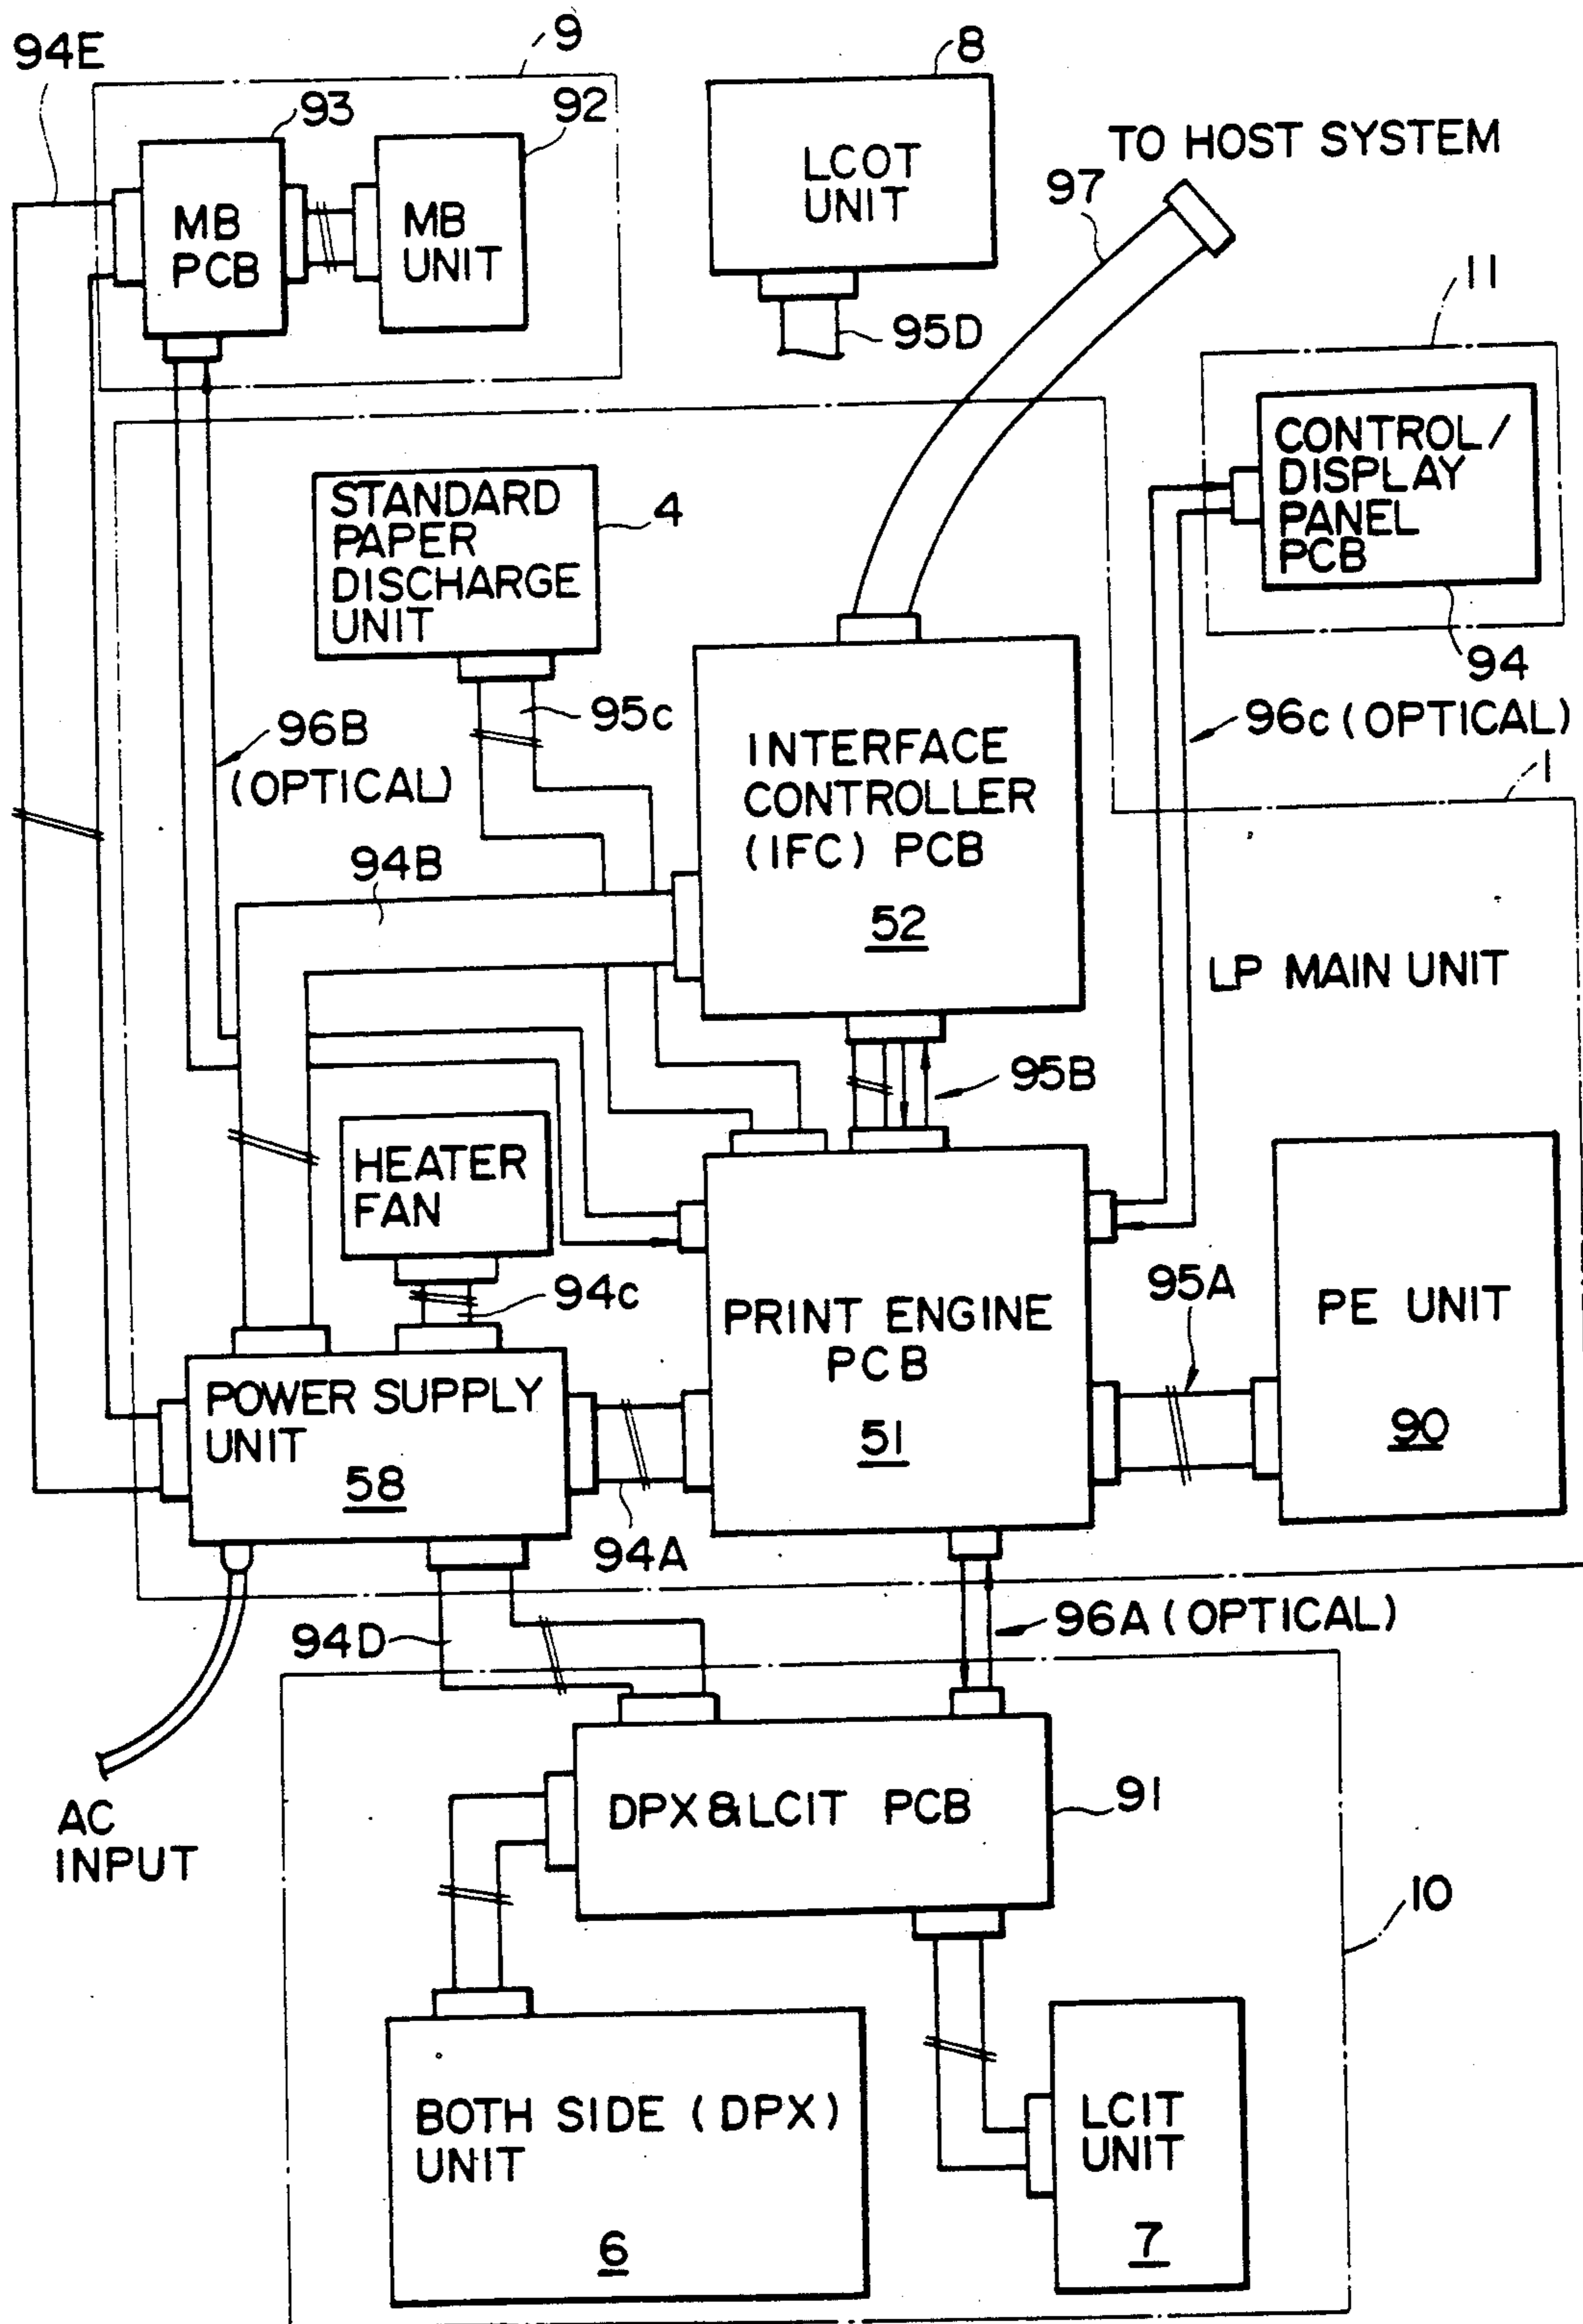 94E
9
93
92
MB
PCB
MB
UNIT
8
LCOT
UNIT
95D
TO HOST SYSTEM
97
11
CONTROL/
DISPLAY
PANEL
PCB
94
STANDARD
PAPER
DISCHARGE
UNIT
4
95c
96B
(OPTICAL)
96c (OPTICAL)
1
INTERFACE
CONTROLLER
(IFC) PCB
52
94B
LP MAIN UNIT
95B
HEATER
FAN
94c
PRINT ENGINE
PCB
51
95A
PE UNIT
90
POWER SUPPLY
UNIT
58
94A
94D
96A (OPTICAL)
AC
INPUT
DPX&LCIT PCB
91
10
BOTH SIDE (DPX)
UNIT
6
LCIT
UNIT
7